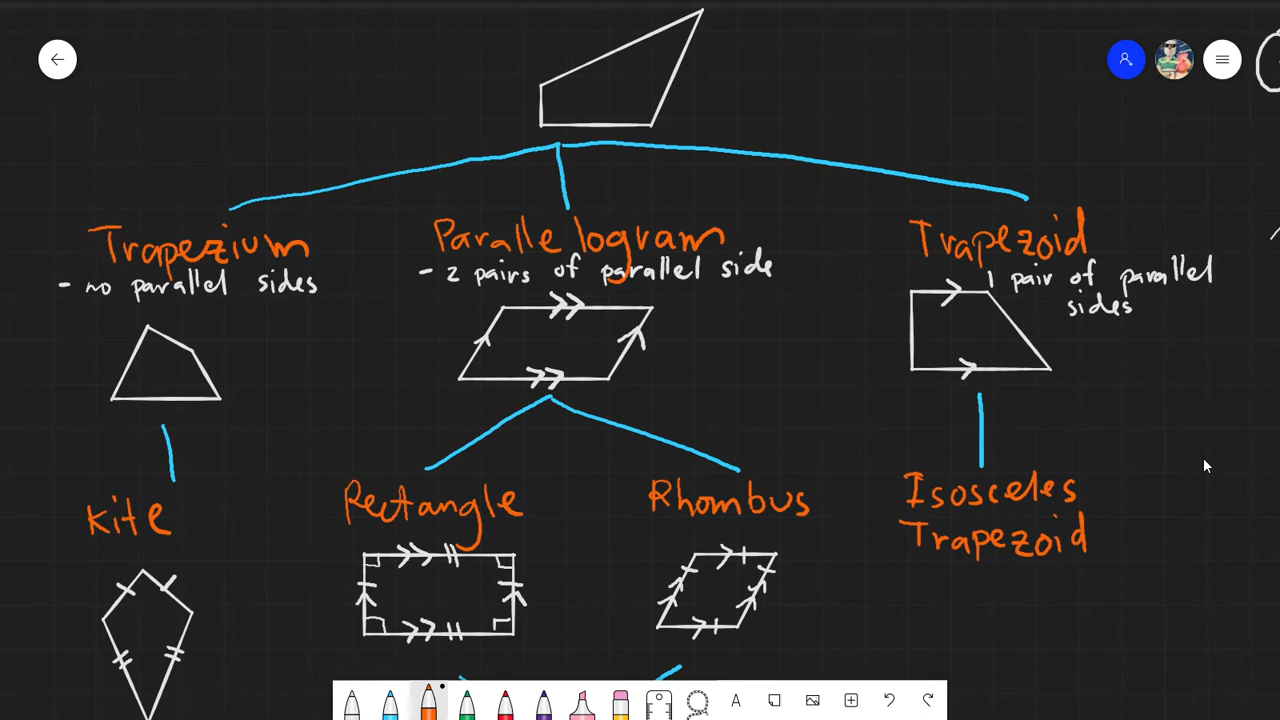 Trapezium
- no parallel sides
Parallelogram
- 2 pairs of parallel side
Trapezoid
1 pair of parallel
sides
Kite
Rectangle
Rhombus
Isosceles
Trapezoid
A